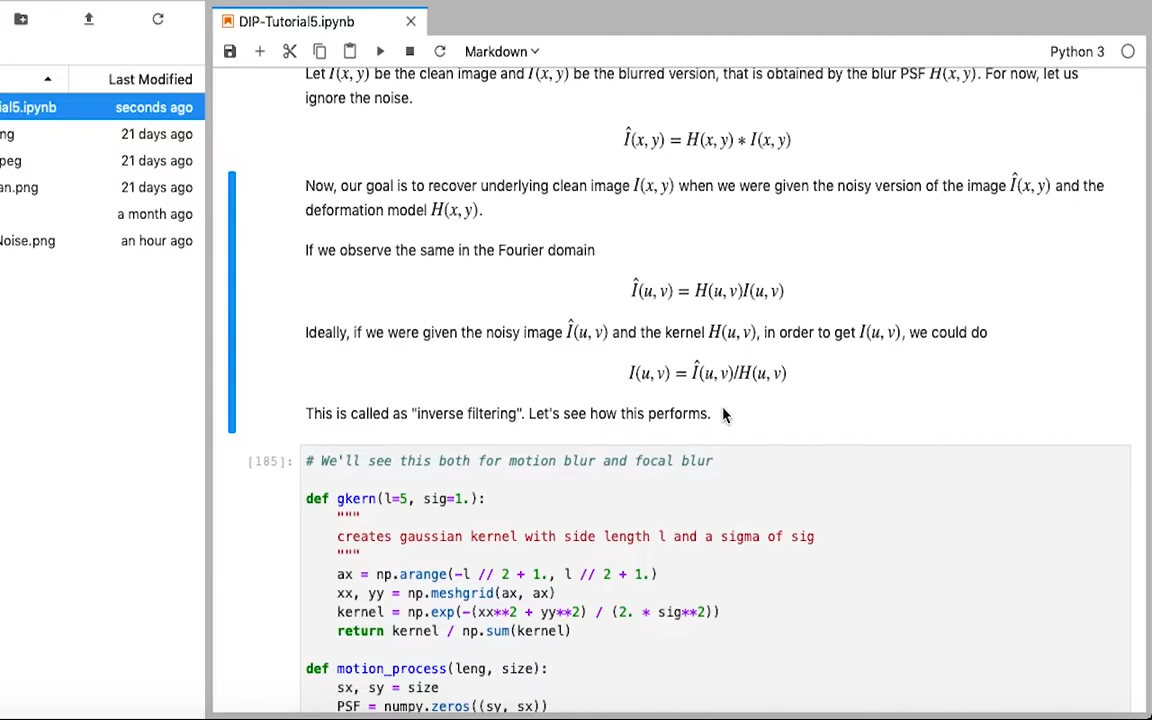 DIP-Tutorial5.ipynb
Markdown
Python 3
Last Modified
ial5.ipynb seconds ago
ng 21 days ago
peg 21 days ago
an.png 21 days ago
a month ago
Noise.png an hour ago
Let I(x, y) be the clean image and I(x, y) be the blurred version, that is obtained by the blur PSF H(x, y). For now, let us
ignore the noise.
Î(x, y) = H(x, y) ∗ I(x, y)
Now, our goal is to recover underlying clean image I(x, y) when we were given the noisy version of the image Î(x, y) and the
deformation model H(x, y).
If we observe the same in the Fourier domain
Î(u, v) = H(u, v)I(u, v)
Ideally, if we were given the noisy image Î(u, v) and the kernel H(u, v), in order to get I(u, v), we could do
I(u, v) = Î(u, v)/H(u, v)
This is called as "inverse filtering". Let's see how this performs.
[185]: # We'll see this both for motion blur and focal blur
def gkern(l=5, sig=1.):
"""
creates gaussian kernel with side length l and a sigma of sig
"""
ax = np.arange(-l // 2 + 1., l // 2 + 1.)
xx, yy = np.meshgrid(ax, ax)
kernel = np.exp(-(xx**2 + yy**2) / (2. * sig**2))
return kernel / np.sum(kernel)
def motion_process(leng, size):
sx, sy = size
PSF = numpy.zeros((sy, sx))